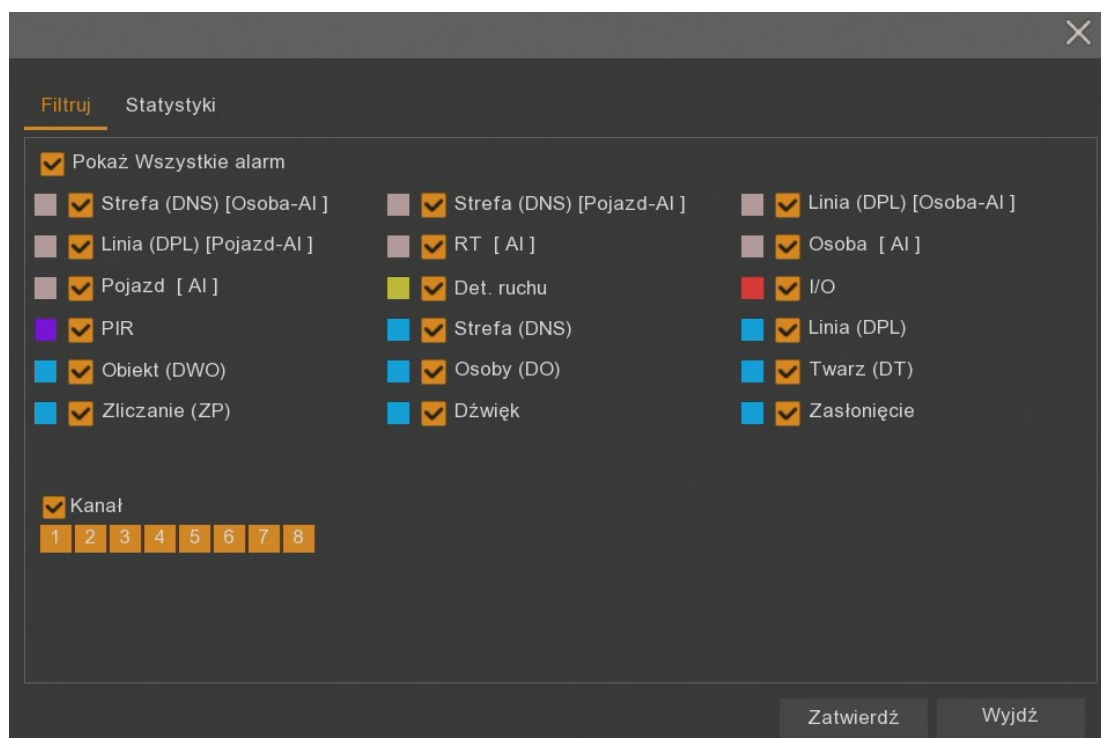 Filtruj Statystyki
Pokaż Wszystkie alarm
Strefa (DNS) [Osoba-AI ] Strefa (DNS) [Pojazd-AI ] Linia (DPL) [Osoba-AI ]
Linia (DPL) [Pojazd-AI ] RT [ AI ] Osoba [ AI ]
Pojazd [ AI ] Det. ruchu I/O
PIR Strefa (DNS) Linia (DPL)
Obiekt (DWO) Osoby (DO) Twarz (DT)
Zliczanie (ZP) Dźwięk Zasłonięcie
Kanał
1 2 3 4 5 6 7 8
Zatwierdź Wyjdź